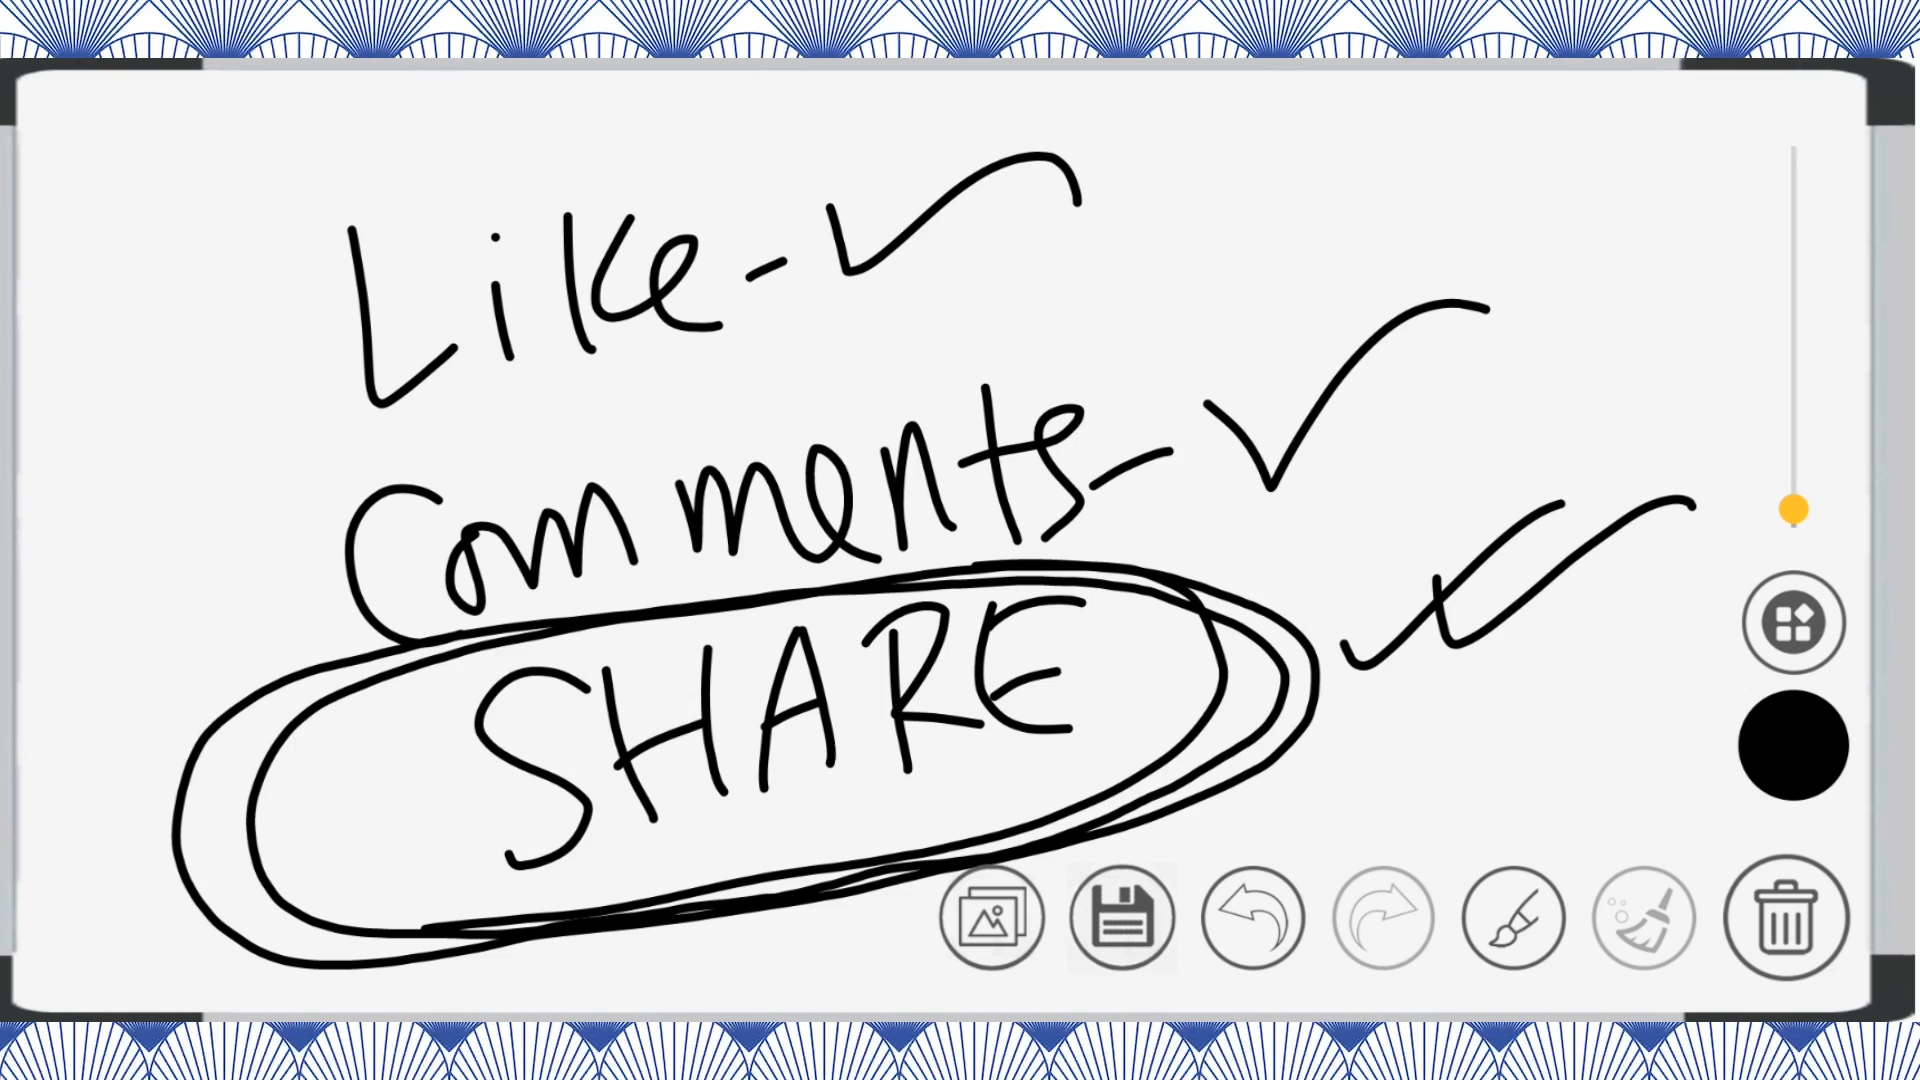 Like - ✓
Comments - ✓
SHARE ✓✓